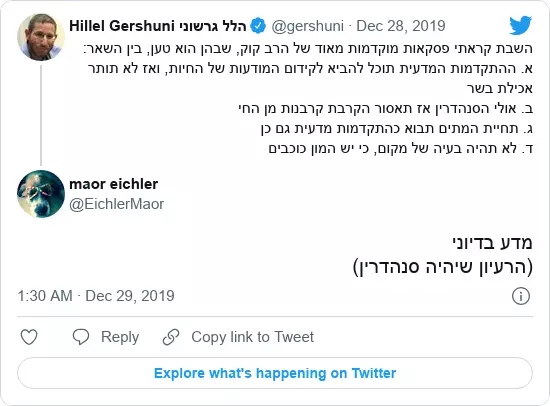 Hillel Gershuni הלל גרשוני @gershuni · Dec 28, 2019
השבת קראתי פסקאות מוקדמות מאוד של הרב קוק, שבהן הוא טען, בין השאר:
א. ההתקדמות המדעית תוכל להביא לקידום המודעות של החיות, ואז לא תותר
אכילת בשר
ב. אולי הסנהדרין אז תאסור הקרבת קרבנות מן החי
ג. תחיית המתים תבוא כהתקדמות מדעית גם כן
ד. לא תהיה בעיה של מקום, כי יש המון כוכבים
maor eichler
@EichlerMaor
מדע בדיוני
(הרעיון שיהיה סנהדרין)
1:30 AM · Dec 29, 2019
Reply
Copy link to Tweet
Explore what's happening on Twitter